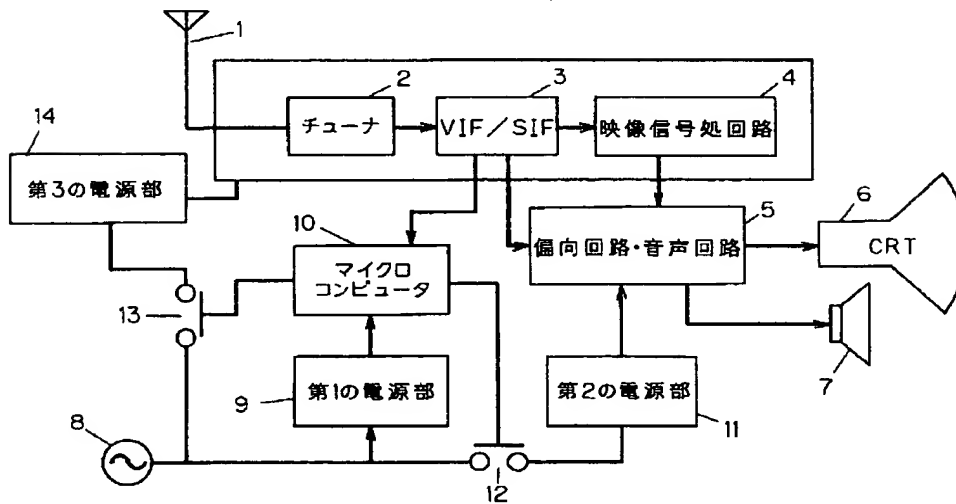 1
2
3
4
14
チューナ
VIF/SIF
映像信号処回路
第3の電源部
5
6
10
偏向回路・音声回路
CRT
マイクロ
コンピュータ
13
7
9
第1の電源部
第2の電源部
11
8
12